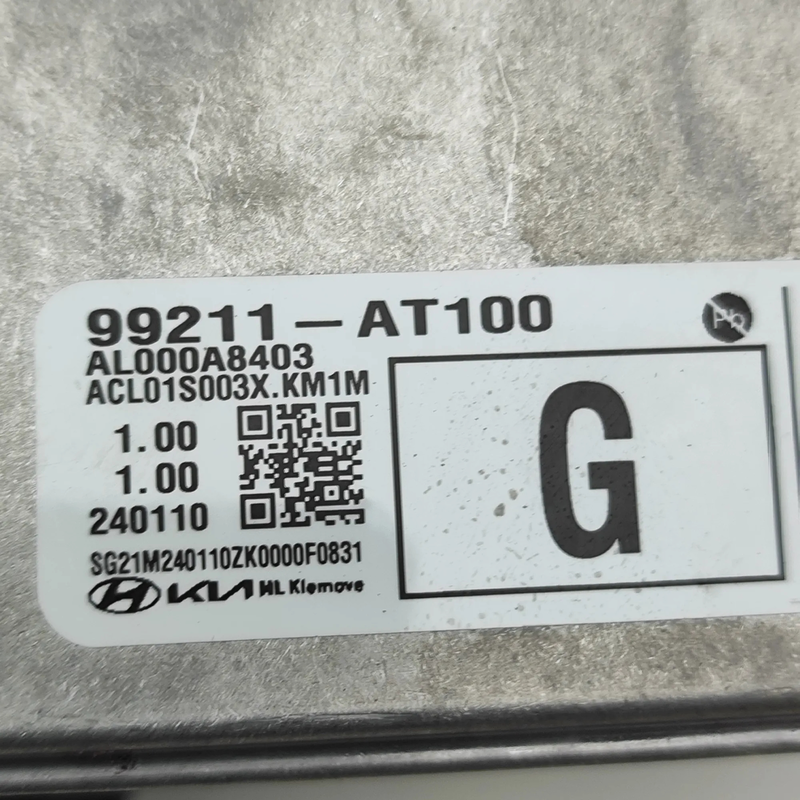 99211-AT100
Pb
AL000A8403
ACL01S003X.KM1M
1.00
1.00
240110
SG21M240110ZK0000F0831
KIA HL Klemove
G